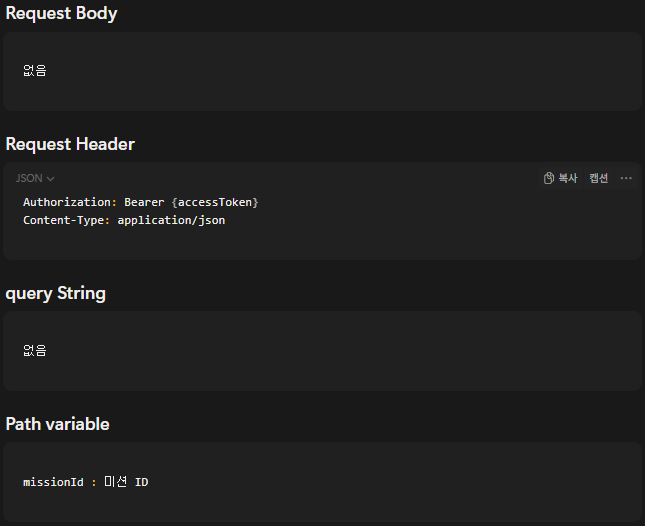 Request Body
없음
Request Header
JSON
복사 캡션 ···
Authorization: Bearer {accessToken}
Content-Type: application/json
query String
없음
Path variable
missionId : 미션 ID